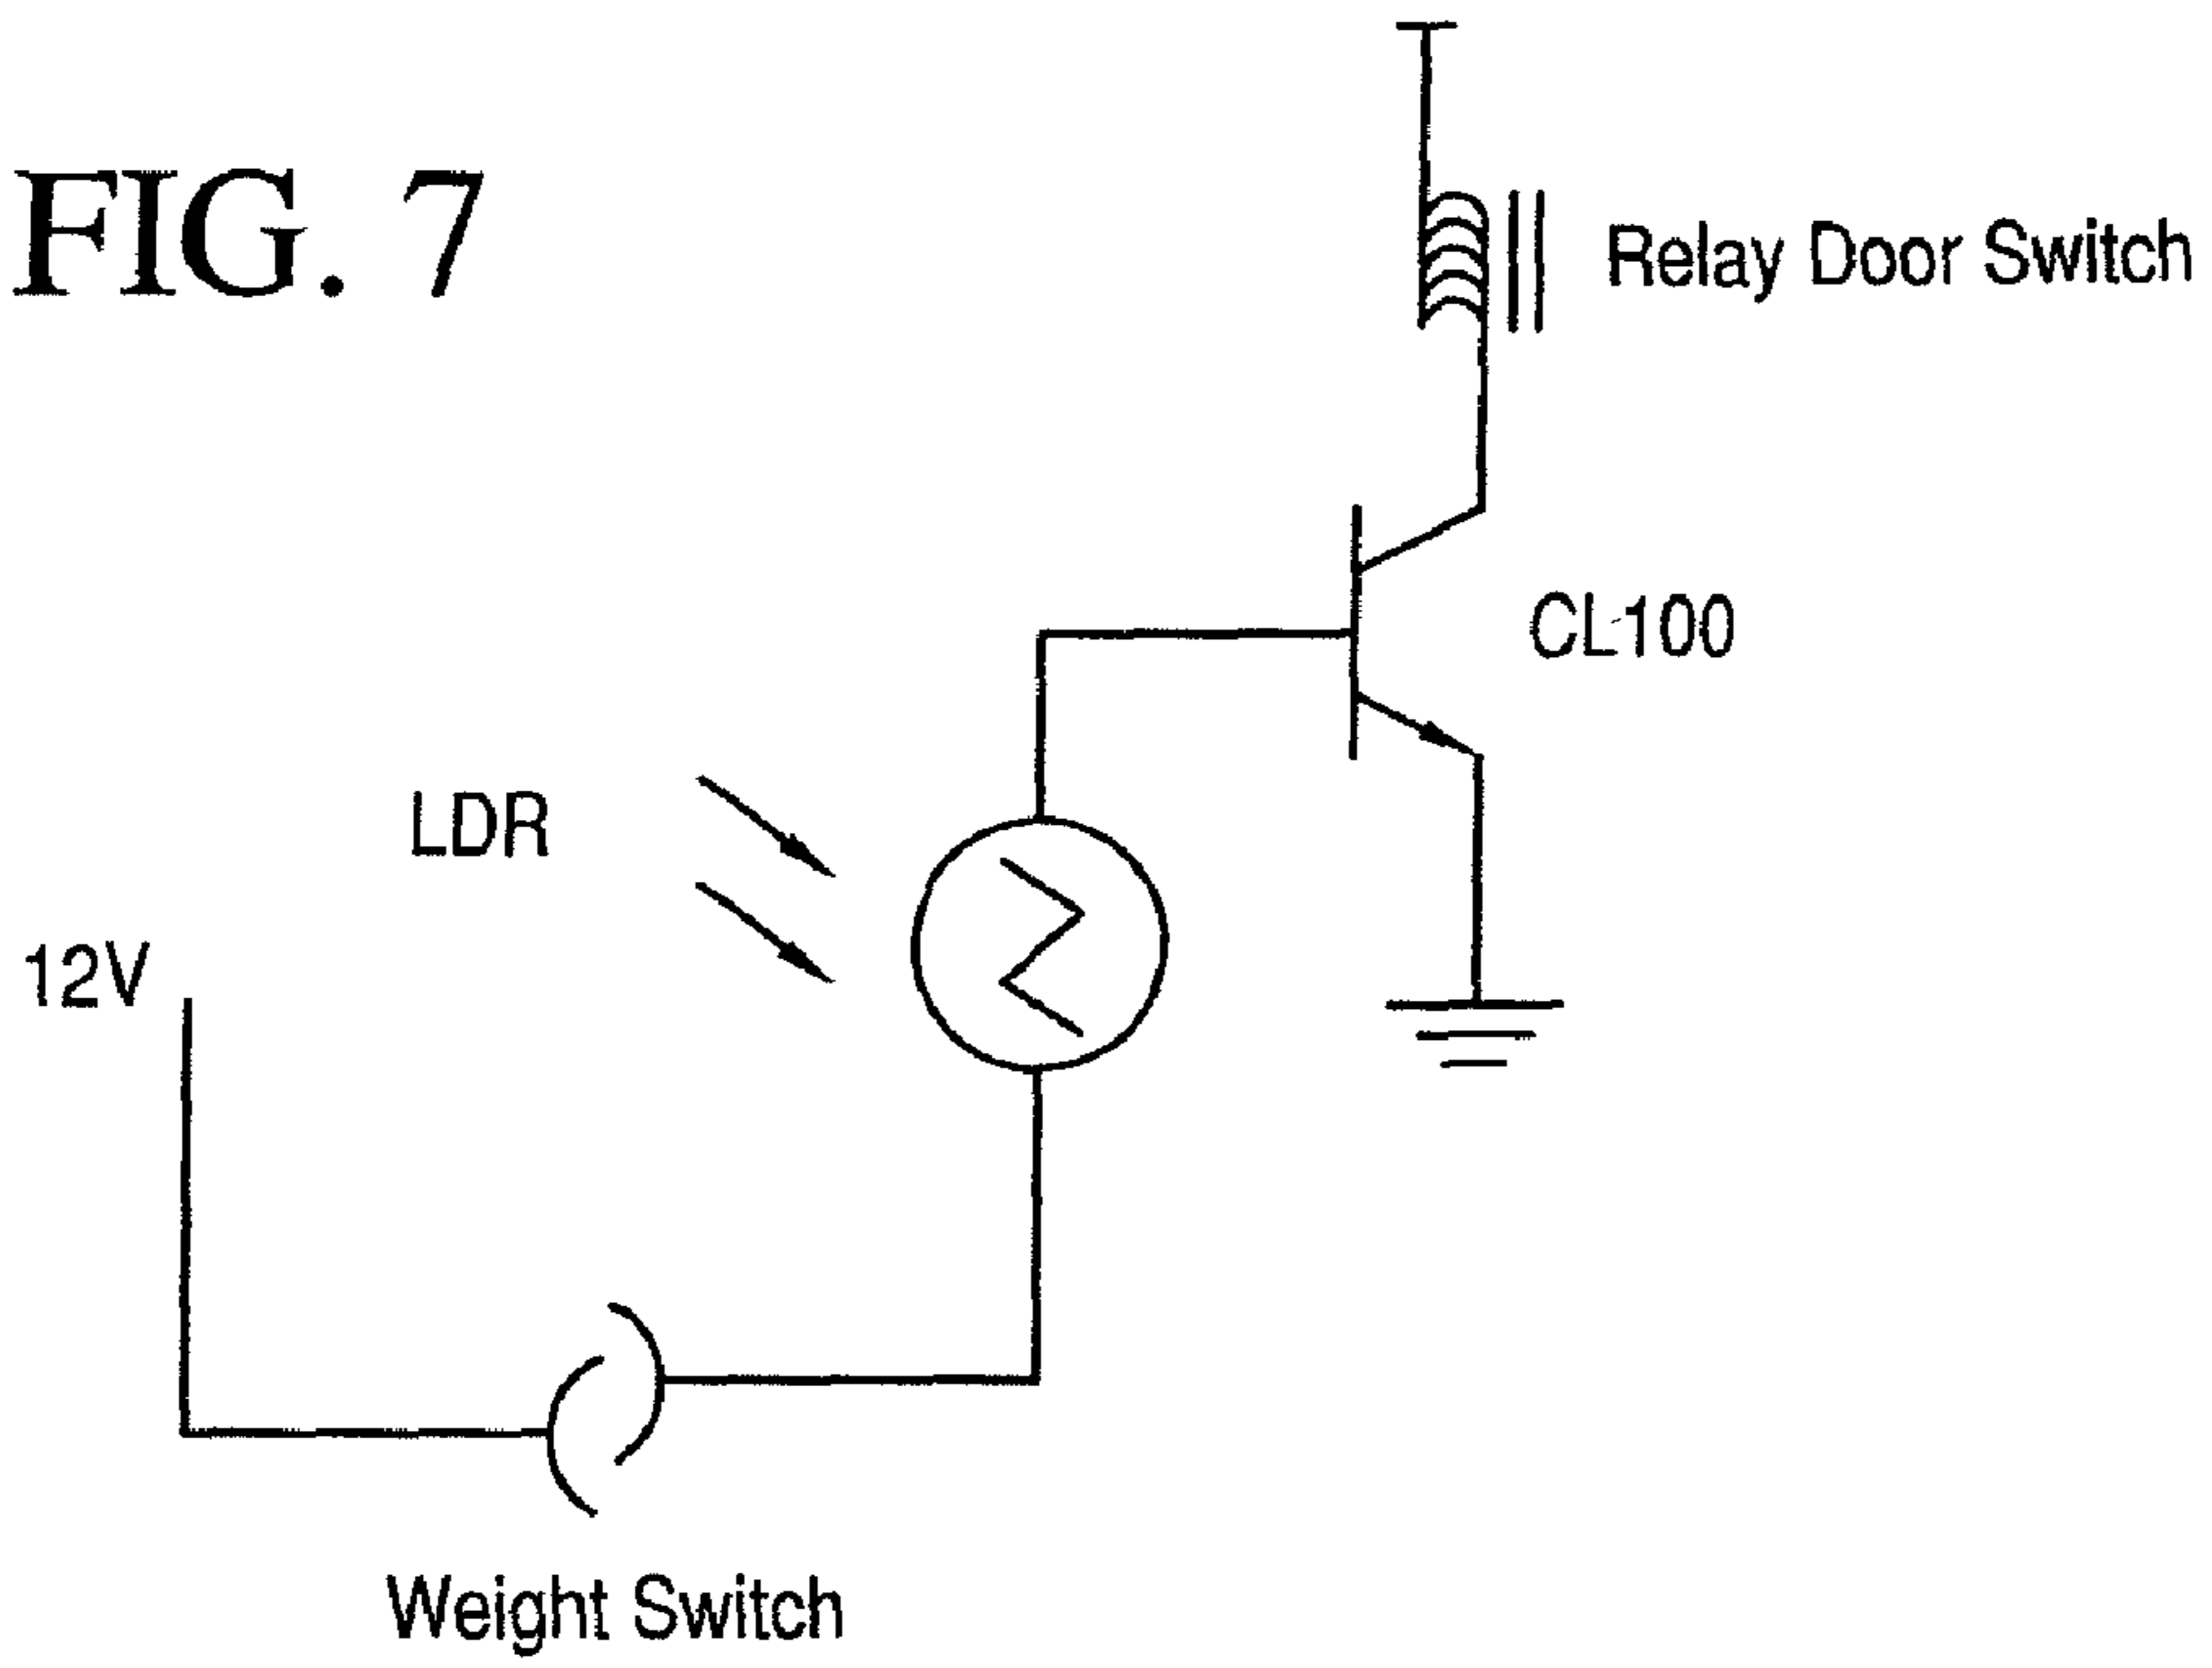 FIG. 7
Relay Door Switch
CL100
LDR
12V
Weight Switch